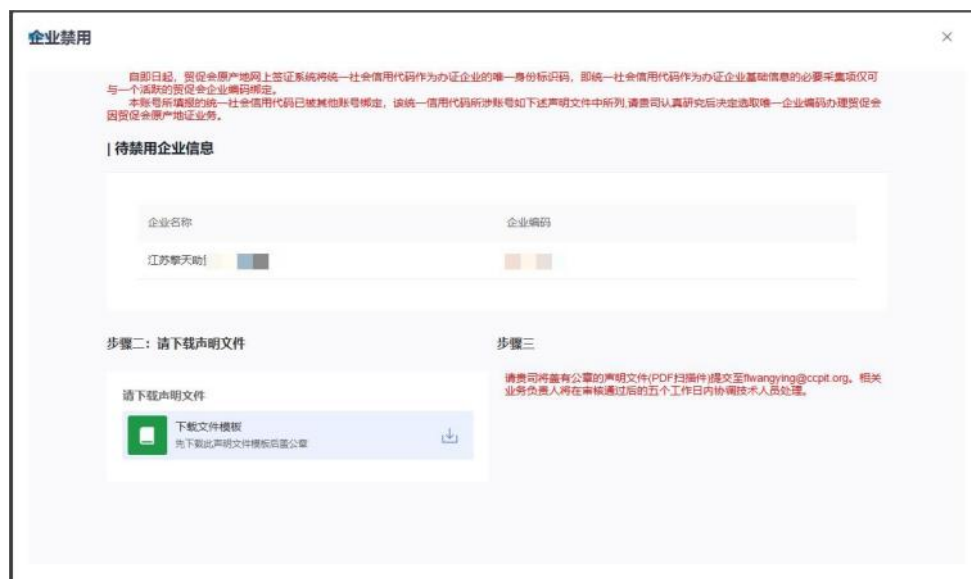 企业禁用
自即日起，贸促会原产地网上签证系统将统一社会信用代码作为办证企业的唯一身份标识码，即统一社会信用代码作为办证企业基础信息的必要采集项仅可
与一个活跃的贸促会企业编码绑定。
本账号所填报的统一社会信用代码已被其他账号绑定，该统一信用代码所涉账号如下述声明文件中所列,请贵司认真研究后决定选取唯一企业编码办理贸促会
因贸促会原产地证业务。
待禁用企业信息
企业名称 企业编码
江苏擎天助
步骤二：请下载声明文件 步骤三
请贵司将盖有公章的声明文件(PDF扫描件)提交至flwangying@ccpit.org。相关
业务负责人将在审核通过后的五个工作日内协调技术人员处理。
请下载声明文件
下载文件模板
先下载此声明文件模板后盖公章